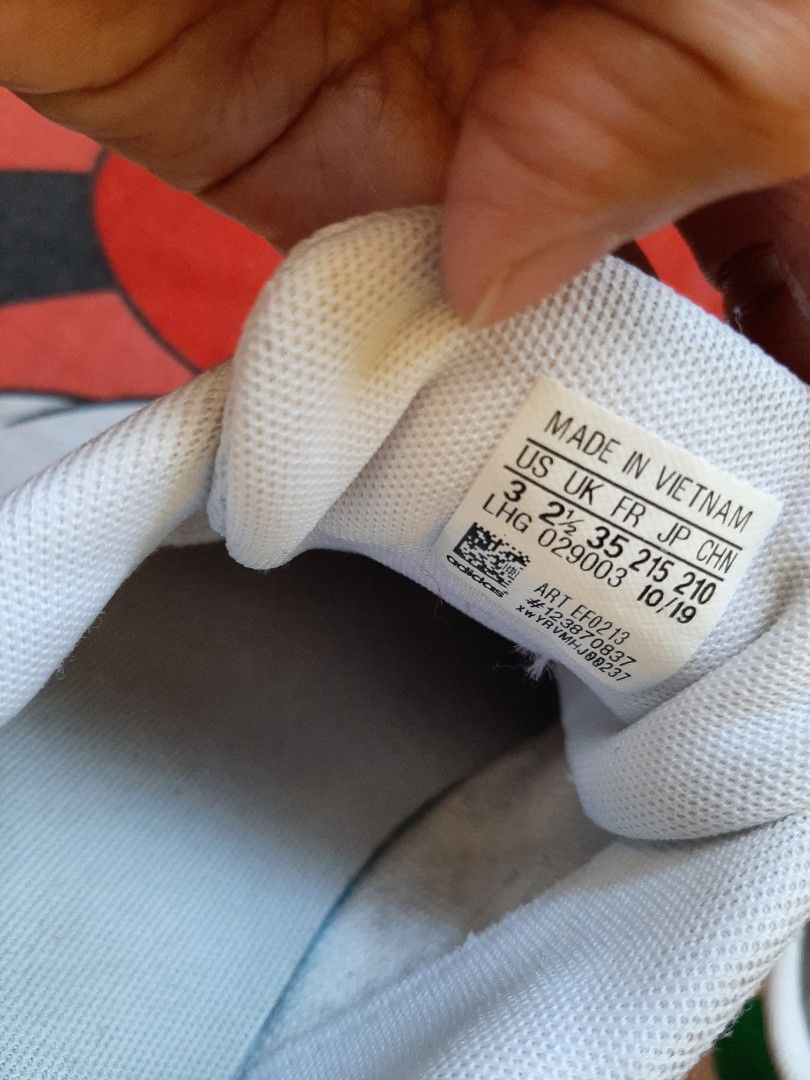 MADE IN VIETNAM
US UK FR JP CHN
3 2½ 35 215 210
LHG 029003 10/19
adidas
ART EF0213
#123870837
XWYRVMHJ00237